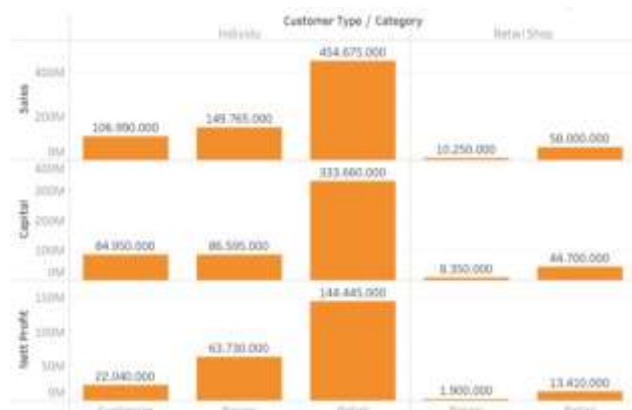 Customer Type / Category
Individu Retail Shop
Sales
400M
200M
0M
106.990.000
149.765.000
454.675.000
10.250.000
58.000.000
Capital
400M
300M
200M
100M
0M
84.950.000
86.595.000
333.660.000
8.350.000
44.700.000
Nett Profit
150M
100M
50M
0M
22.040.000
63.730.000
144.445.000
1.900.000
13.410.000